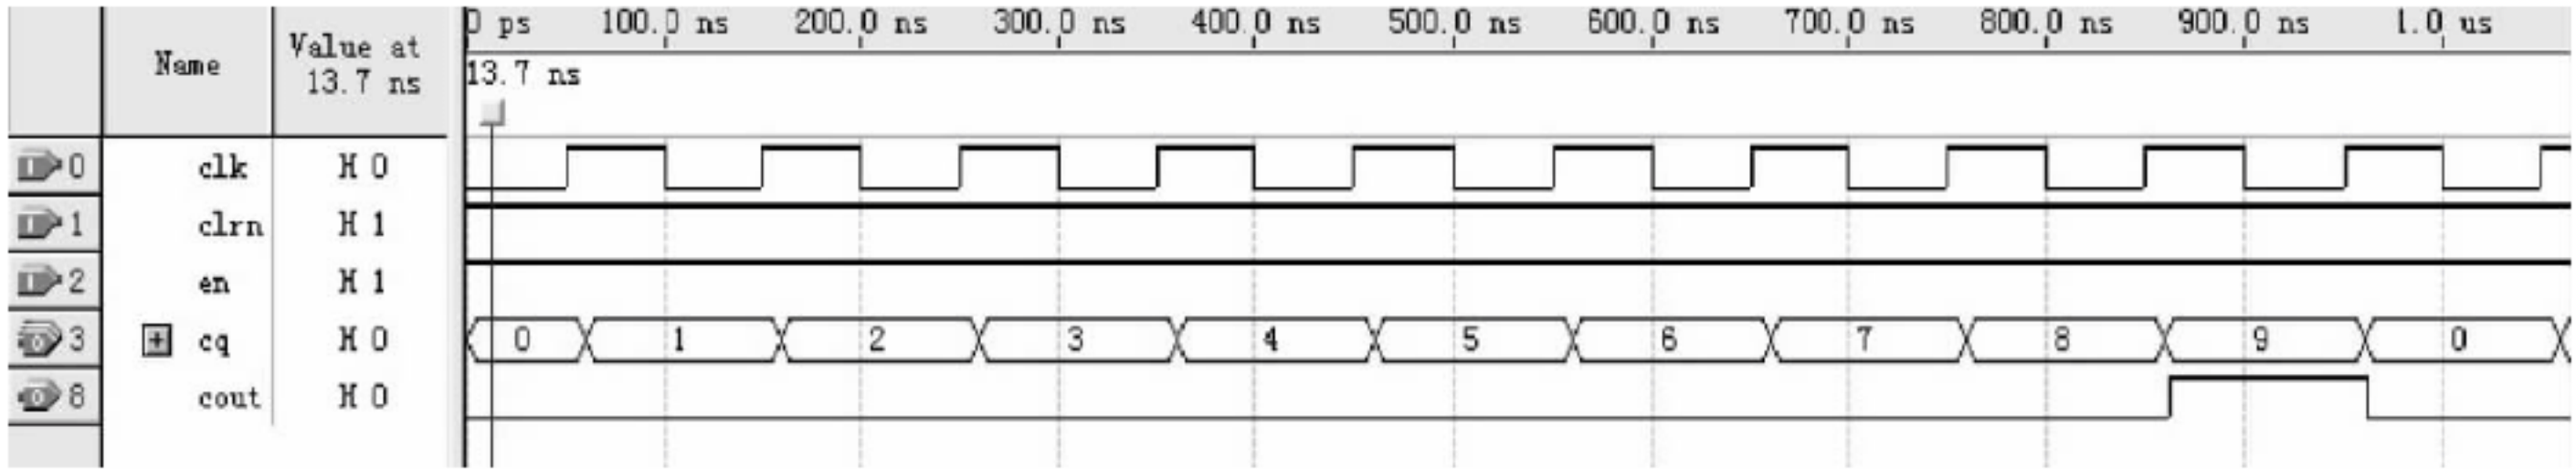 0 ps 100.0 ns 200.0 ns 300.0 ns 400.0 ns 500.0 ns 600.0 ns 700.0 ns 800.0 ns 900.0 ns 1.0 us
Name
Value at
13.7 ns
13.7 ns
0 clk H 0
1 clrn H 1
2 en H 1
3 + cq H 0 0 1 2 3 4 5 6 7 8 9 0
8 cout H 0